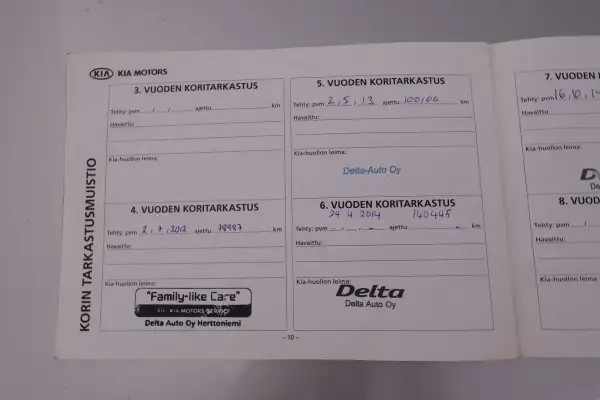 KIA KIA MOTORS
KORIN TARKASTUSMUISTIO
3. VUODEN KORITARKASTUS
Tehty: pvm / / ajettu km
Havaittu:
Kia-huollon leima:
4. VUODEN KORITARKASTUS
Tehty: pvm 2, 7, 2012 ajettu 78987 km
Havaittu:
Kia-huollon leima:
"Family-like Care"
KIA MOTORS SERVICE
Delta Auto Oy Herttoniemi
5. VUODEN KORITARKASTUS
Tehty: pvm 2, 5, 13 ajettu km
Havaittu:
Kia-huollon leima:
Delta-Auto Oy
6. VUODEN KORITARKASTUS
24 4 2014 140445
Tehty: pvm ajettu km
Havaittu:
Kia-huollon leima:
Delta
Delta Auto Oy
- 10 -
7. VUODEN
Tehty: pvm 16, 6, 14
Havaittu
Kia-huollon leima:
8. VUOD
Tehty: pvm /
Havaittu:
Kia-huollon leima: